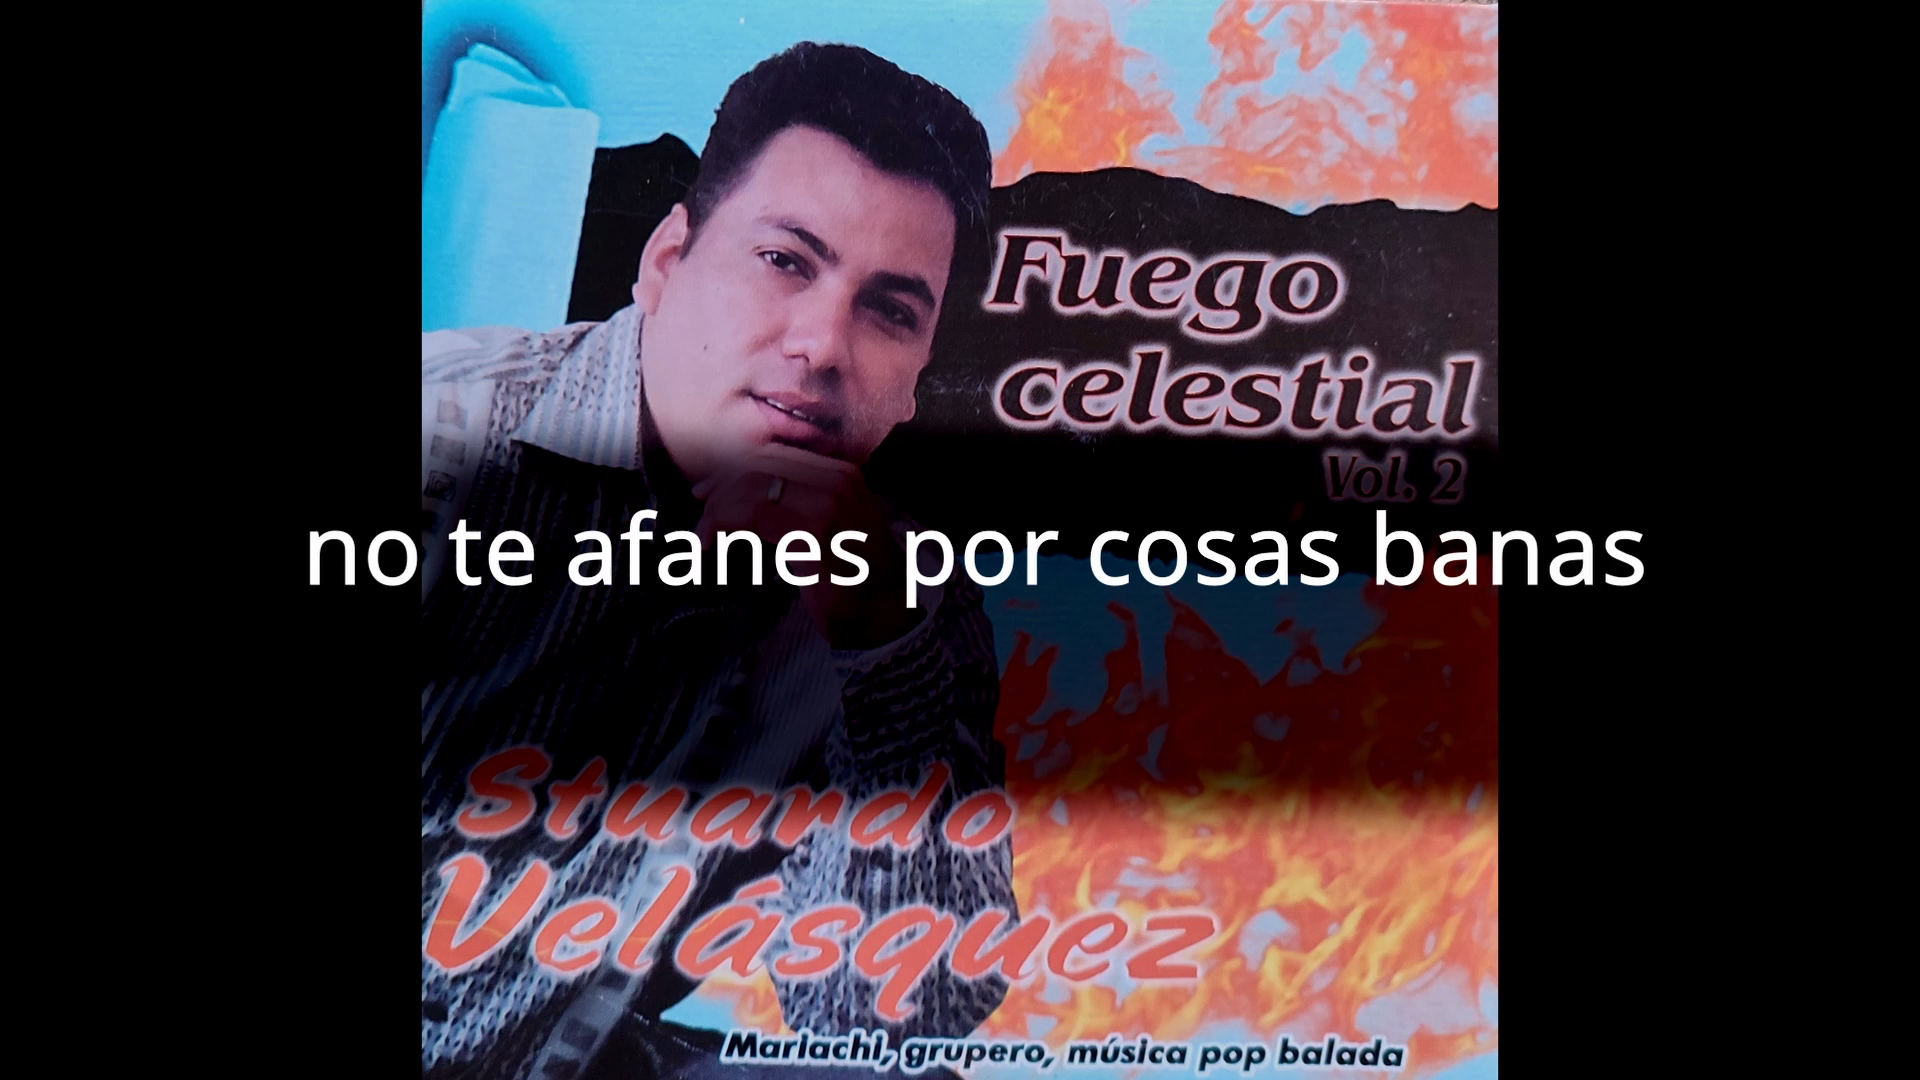 Fuego
celestial
Vol. 2
no te afanes por cosas banas
Stuardo
Velásquez
Mariachi, grupero, música pop balada